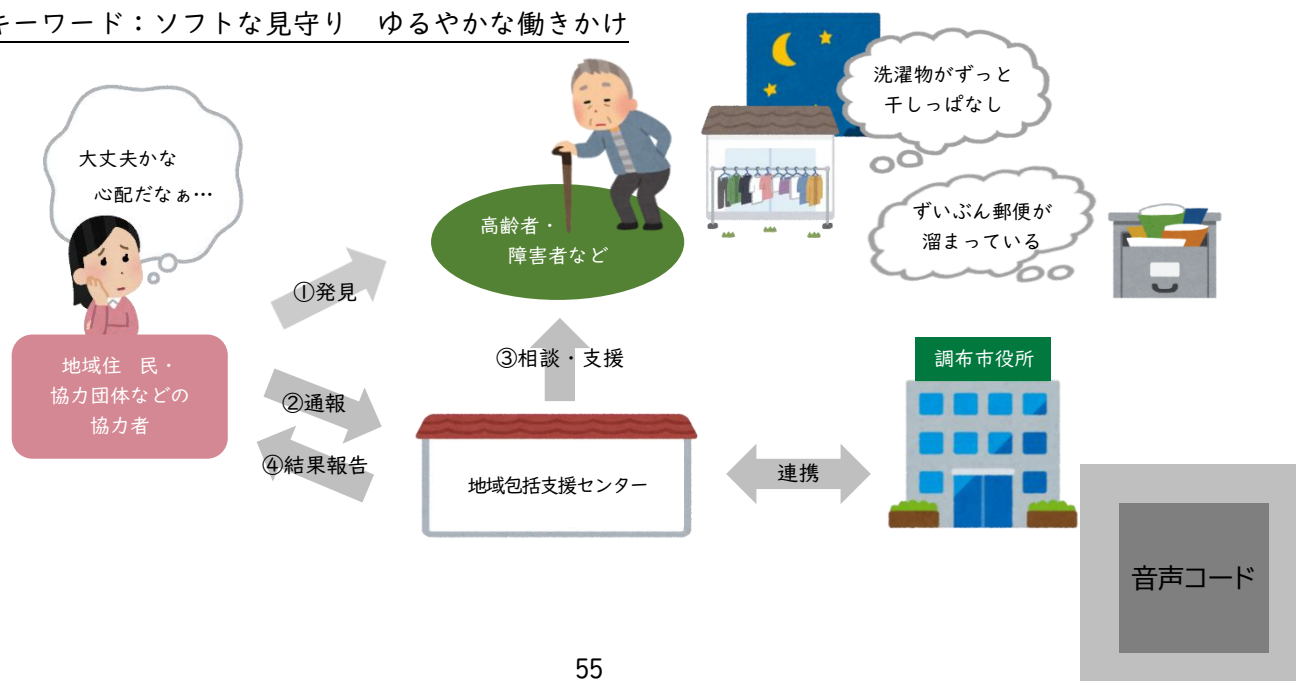 キーワード：ソフトな見守り　ゆるやかな働きかけ
大丈夫かな
心配だなぁ…
洗濯物がずっと
干しっぱなし
ずいぶん郵便が
溜まっている
高齢者・
障害者など
①発見
地域住　民・
協力団体などの
協力者
②通報
③相談・支援
④結果報告
地域包括支援センター
連携
調布市役所
音声コード
55